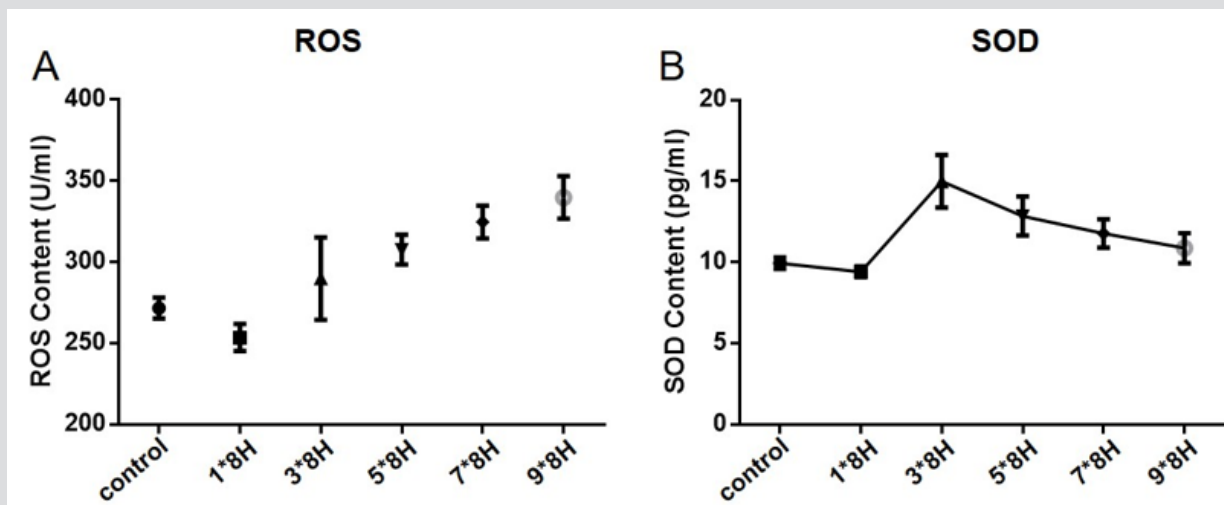 A
ROS
ROS Content (U/ml)
400
350
300
250
200
control
1*8H
3*8H
5*8H
7*8H
9*8H
B
SOD
SOD Content (pg/ml)
20
15
10
5
0
control
1*8H
3*8H
5*8H
7*8H
9*8H